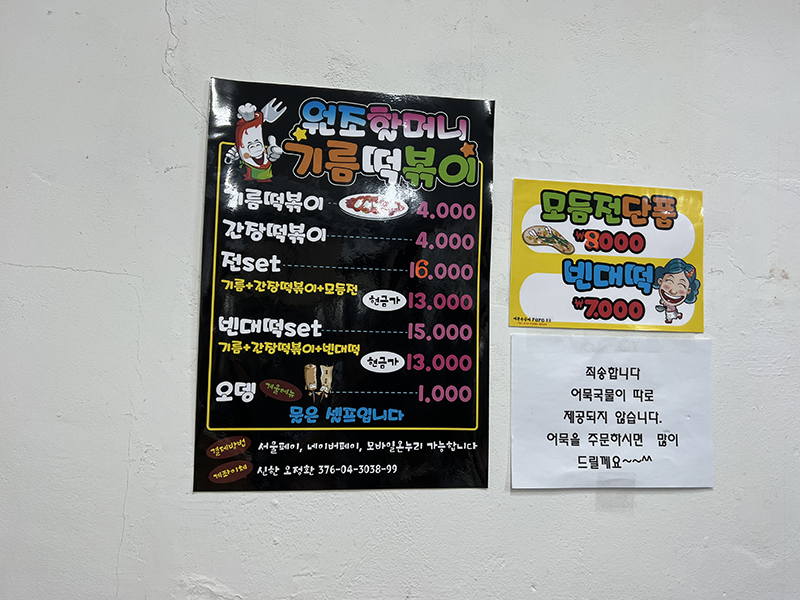 원조할머니
기름떡볶이
기름떡볶이 4.000
간장떡볶이 4.000
전set 16.000
기름+간장떡볶이+모듬전 현금가 13.000
빈대떡set 15.000
기름+간장떡볶이+빈대떡 현금가 13.000
오뎅 겨울메뉴 1.000
물은 셀프입니다
결제방법 서울페이, 네이버페이, 모바일온누리 가능합니다
계좌이체 신한 오정환 376-04-3038-99
모듬전단품
₩8000
빈대떡
₩7.000
죄송합니다
어묵국물이 따로
제공되지 않습니다.
어묵을 주문하시면 많이
드릴께요~~^^